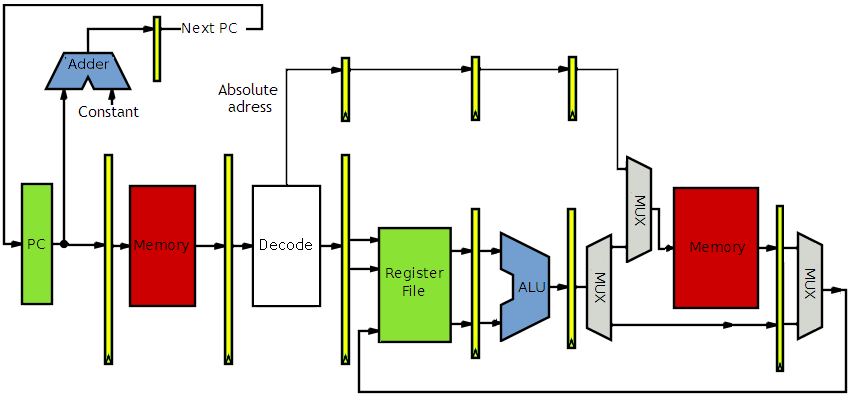 Next PC
Adder
Constant
Absolute
adress
PC
Memory
Decode
Register
File
ALU
MUX
MUX
Memory
MUX